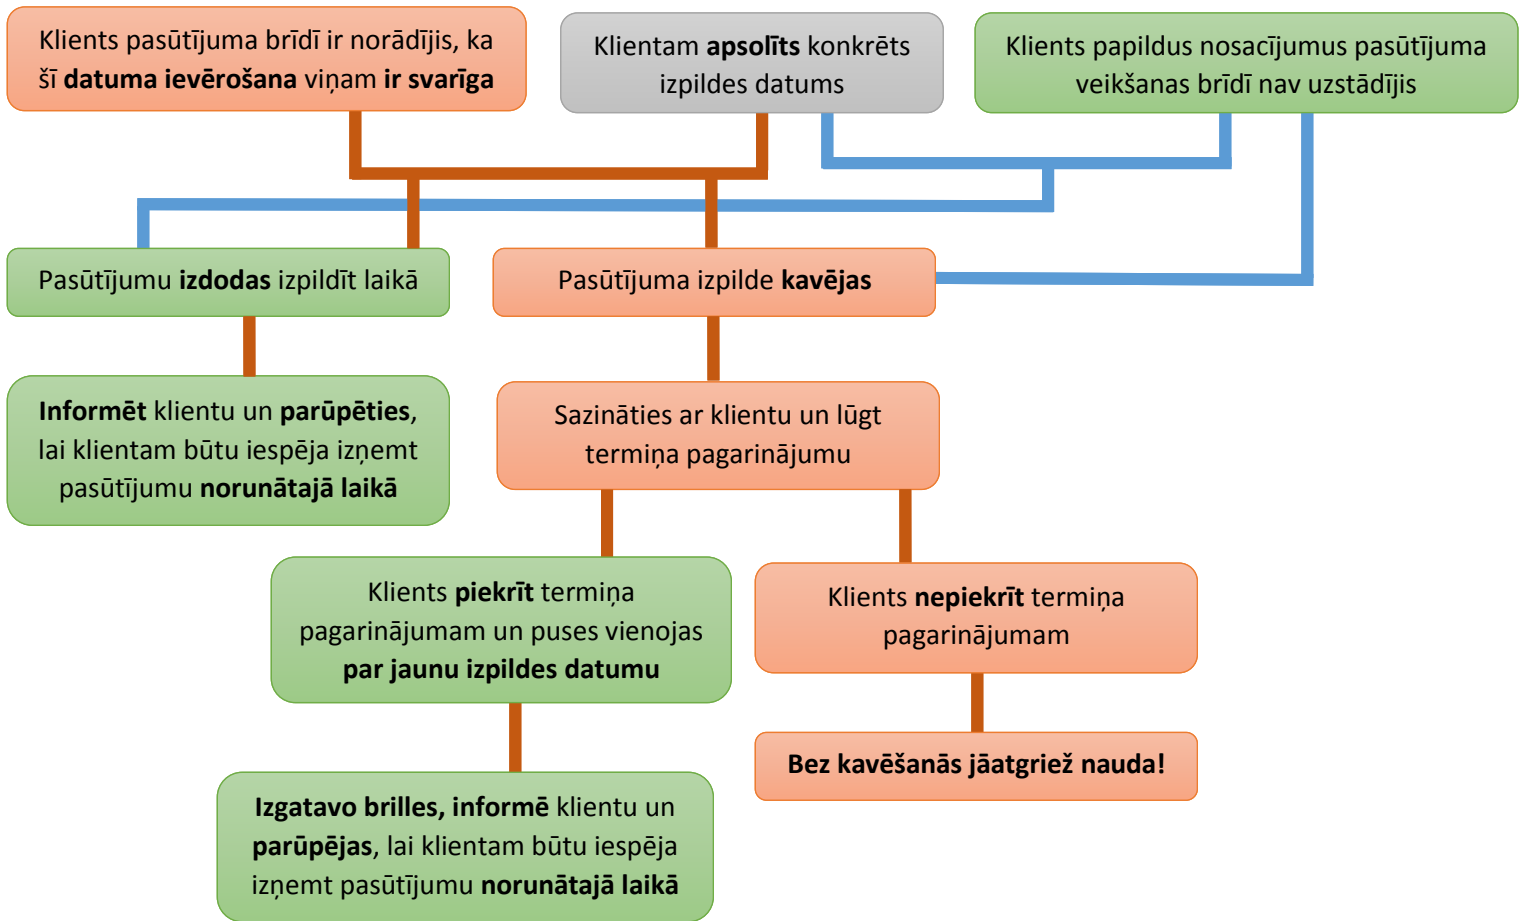 Klients pasūtījuma brīdī ir norādījis, ka
šī datuma ievērošana viņam ir svarīga
Klientam apsolīts konkrēts
izpildes datums
Klients papildus nosacījumus pasūtījuma
veikšanas brīdī nav uzstādījis
Pasūtījumu izdodas izpildīt laikā
Pasūtījuma izpilde kavējas
Informēt klientu un parūpēties,
lai klientam būtu iespēja izņemt
pasūtījumu norunātajā laikā
Sazināties ar klientu un lūgt
termiņa pagarinājumu
Klients piekrīt termiņa
pagarinājumam un puses vienojas
par jaunu izpildes datumu
Klients nepiekrīt termiņa
pagarinājumam
Bez kavēšanās jāatgriež nauda!
Izgatavo brilles, informē klientu un
parūpējas, lai klientam būtu iespēja
izņemt pasūtījumu norunātajā laikā